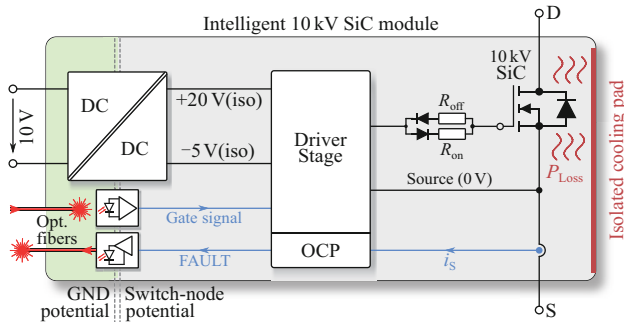 Intelligent 10 kV SiC module
D
10 kV
SiC
DC
DC
+20 V(iso)
−5 V(iso)
10 V
Driver
Stage
R_off
R_on
P_Loss
Isolated cooling pad
Source (0 V)
Opt.
fibers
Gate signal
FAULT
OCP
i_S
GND
potential
Switch-node
potential
S